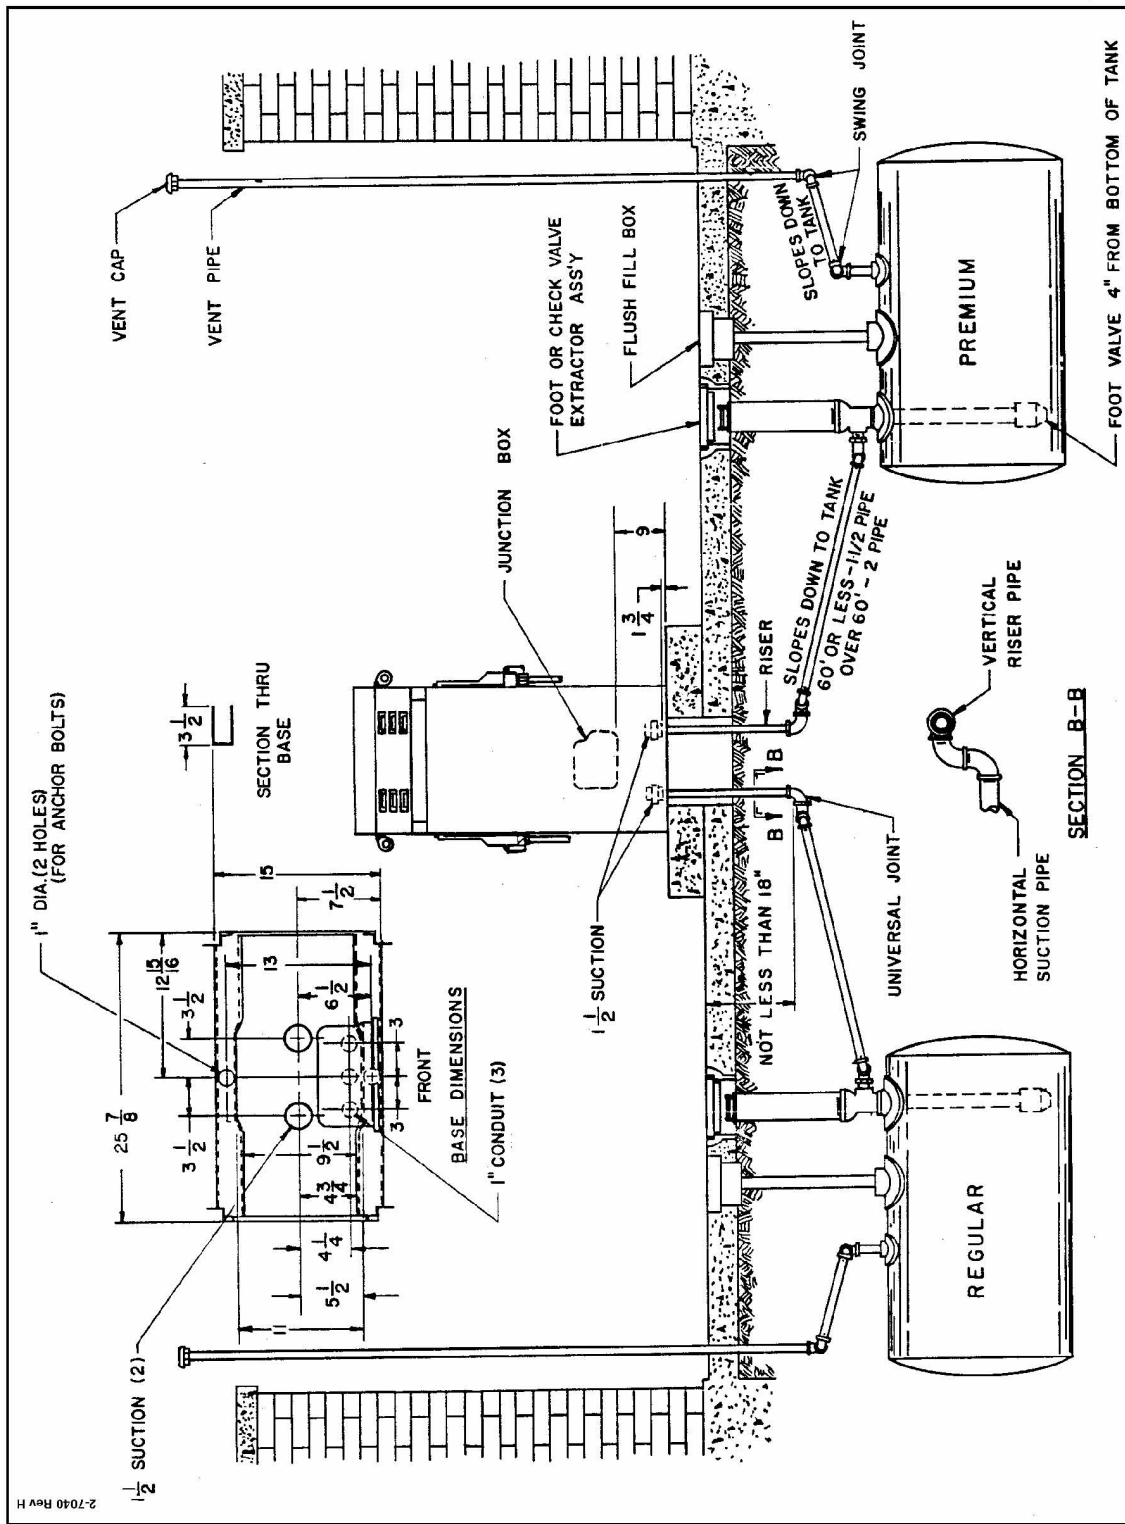 2-7040 Rev H
1" DIA.(2 HOLES)
(FOR ANCHOR BOLTS)
VENT CAP
VENT PIPE
1 1/2 SUCTION (2)
25 7/8
12 15/16
3 1/2
3 1/2
3 1/2
SECTION THRU
BASE
15
13
7 1/2
6 1/2
9 1/2
4 3/4
4 1/4
5 1/2
11
3
3
FRONT
BASE DIMENSIONS
1" CONDUIT (3)
JUNCTION BOX
FOOT OR CHECK VALVE
EXTRACTOR ASS'Y
FLUSH FILL BOX
1 1/2 SUCTION
9
1 3/4
NOT LESS THAN 18"
B
B
RISER
SLOPES DOWN TO TANK
60' OR LESS-1 1/2 PIPE
OVER 60' - 2 PIPE
SLOPES DOWN
TO TANK
SWING JOINT
UNIVERSAL JOINT
REGULAR
PREMIUM
VERTICAL
RISER PIPE
HORIZONTAL
SUCTION PIPE
SECTION B-B
FOOT VALVE 4" FROM BOTTOM OF TANK